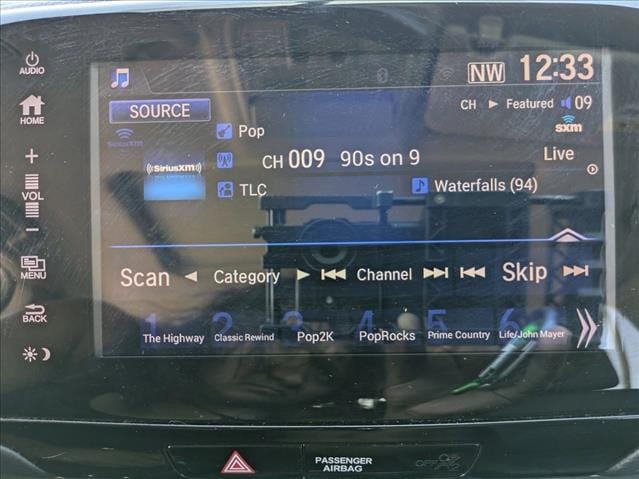 AUDIO
NW 12:33
SOURCE
CH Featured 09
HOME
SiriusXM
Pop
sxm
((SiriusXM))
CH 009 90s on 9
Live
VOL
TLC
Waterfalls (94)
MENU
Scan Category Channel Skip
BACK
1 2 3 4 5 6
The Highway Classic Rewind Pop2K PopRocks Prime Country Life/John Mayer
PASSENGER
AIRBAG
OFF